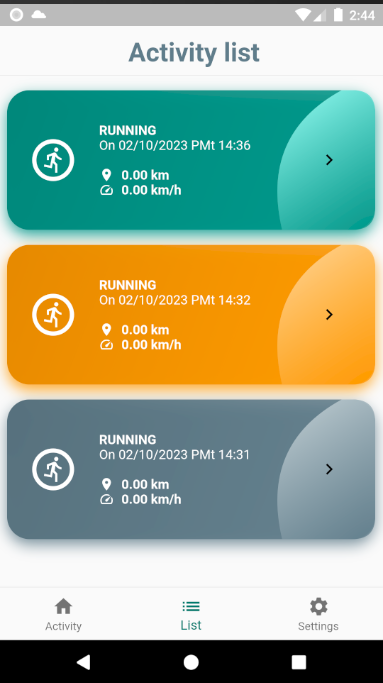 2:44
Activity list
RUNNING
On 02/10/2023 PMt 14:36
0.00 km
0.00 km/h
RUNNING
On 02/10/2023 PMt 14:32
0.00 km
0.00 km/h
RUNNING
On 02/10/2023 PMt 14:31
0.00 km
0.00 km/h
Activity
List
Settings